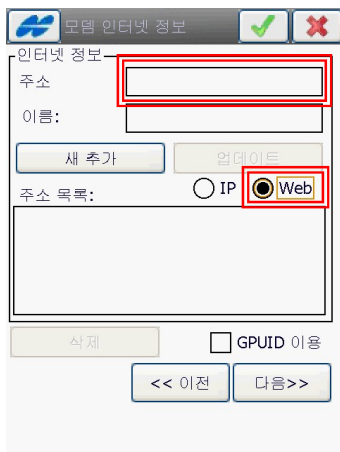 모뎀 인터넷 정보
인터넷 정보
주소
이름:
새 추가 업데이트
주소 목록: IP Web
삭제 GPUID 이용
<< 이전 다음>>